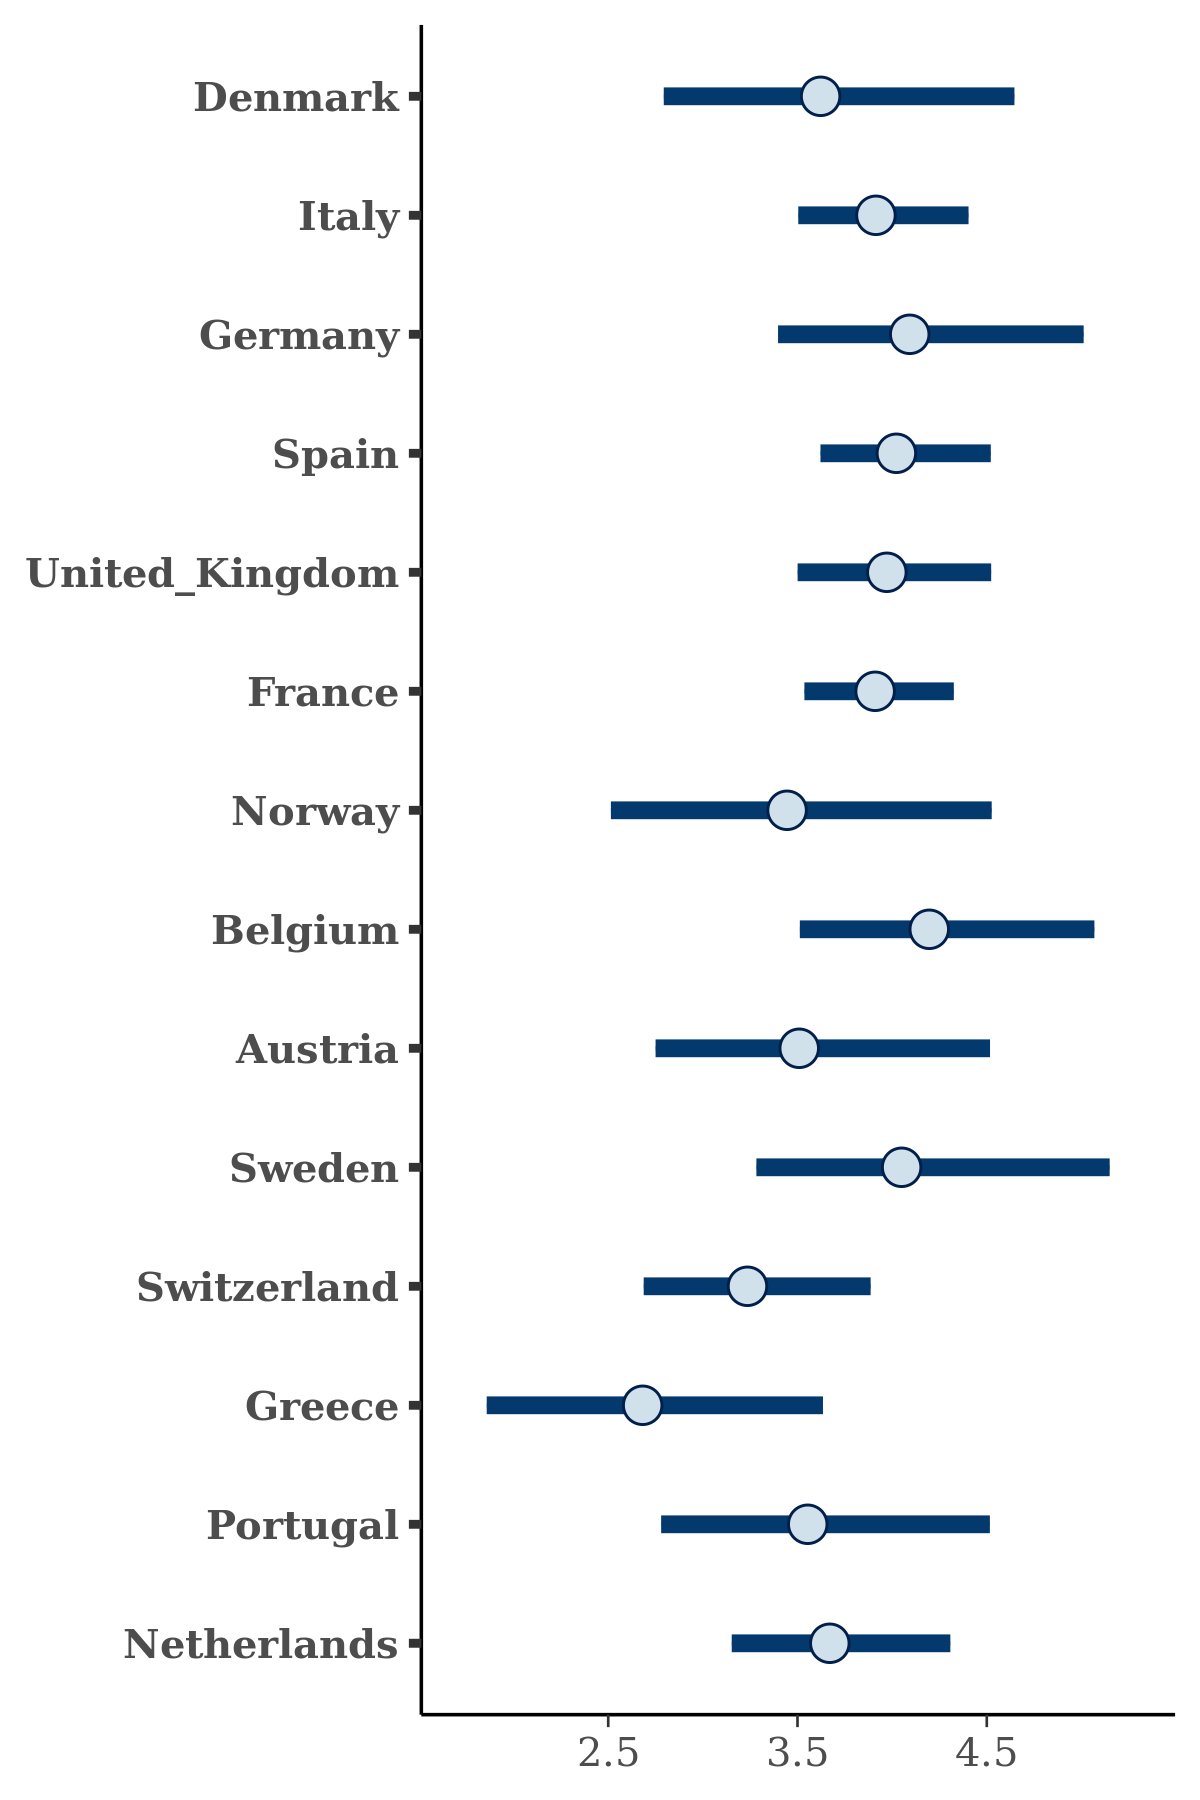 Denmark
Italy
Germany
Spain
United_Kingdom
France
Norway
Belgium
Austria
Sweden
Switzerland
Greece
Portugal
Netherlands
2.5 3.5 4.5